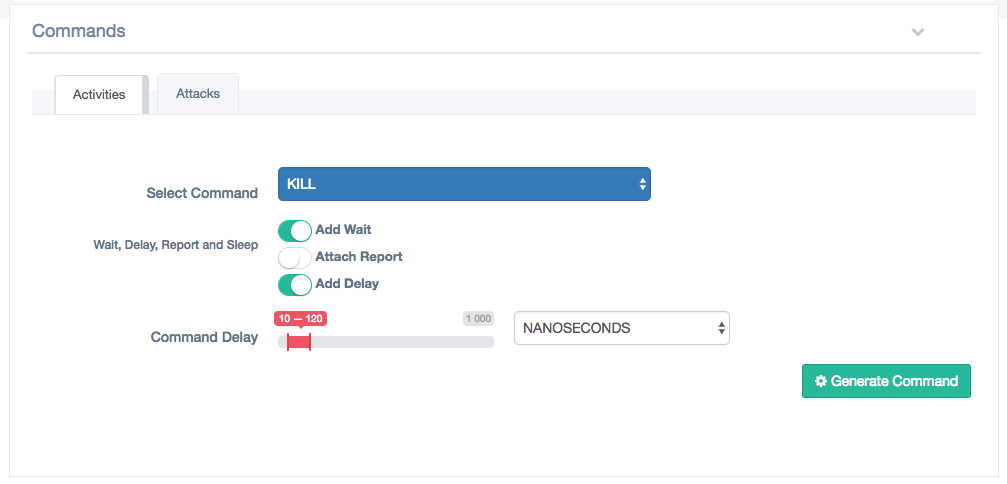 Commands
Activities
Attacks
Select Command
KILL
Wait, Delay, Report and Sleep
Add Wait
Attach Report
Add Delay
Command Delay
10 — 120
1 000
NANOSECONDS
Generate Command